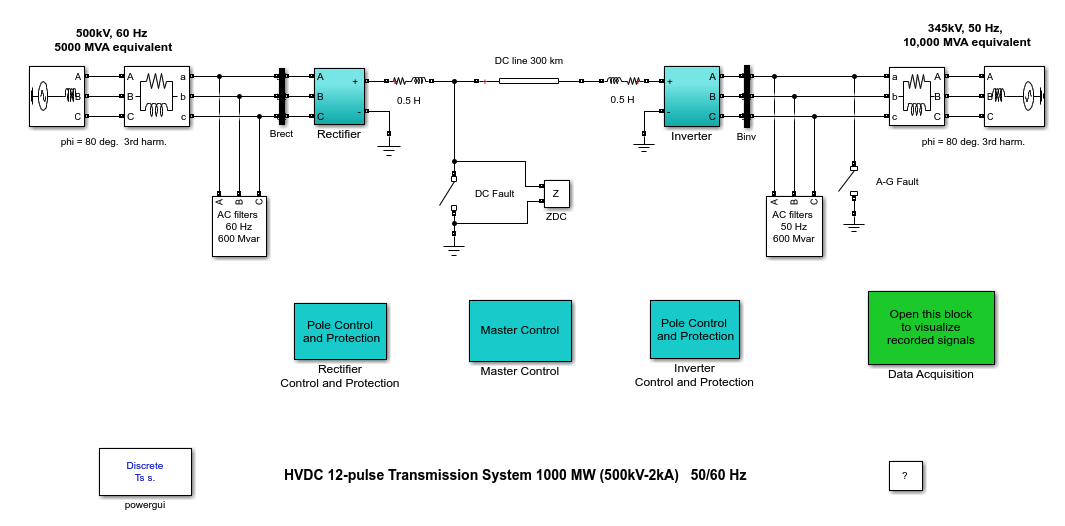 500kV, 60 Hz
5000 MVA equivalent
345kV, 50 Hz,
10,000 MVA equivalent
DC line 300 km
A
B
C
A
B
C
a
b
c
A
B
C
+
-
+
-
A
B
C
a
b
c
A
B
C
A
B
C
0.5 H
0.5 H
Brect
Rectifier
Inverter
Binv
phi = 80 deg. 3rd harm.
phi = 80 deg. 3rd harm.
A
B
C
AC filters
60 Hz
600 Mvar
DC Fault
Z
ZDC
A
B
C
AC filters
50 Hz
600 Mvar
A-G Fault
Pole Control
and Protection
Rectifier
Control and Protection
Master Control
Master Control
Pole Control
and Protection
Inverter
Control and Protection
Open this block
to visualize
recorded signals
Data Acquisition
Discrete
Ts s.
powergui
HVDC 12-pulse Transmission System 1000 MW (500kV-2kA) 50/60 Hz
?